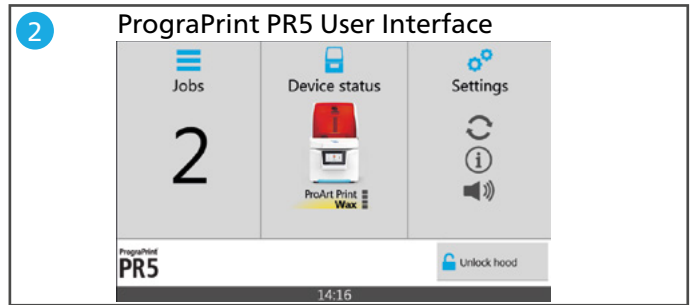 2
PrograPrint PR5 User Interface
Jobs
Device status
Settings
2
ProArt Print
Wax
PrograPrint
PR5
Unlock hood
14:16